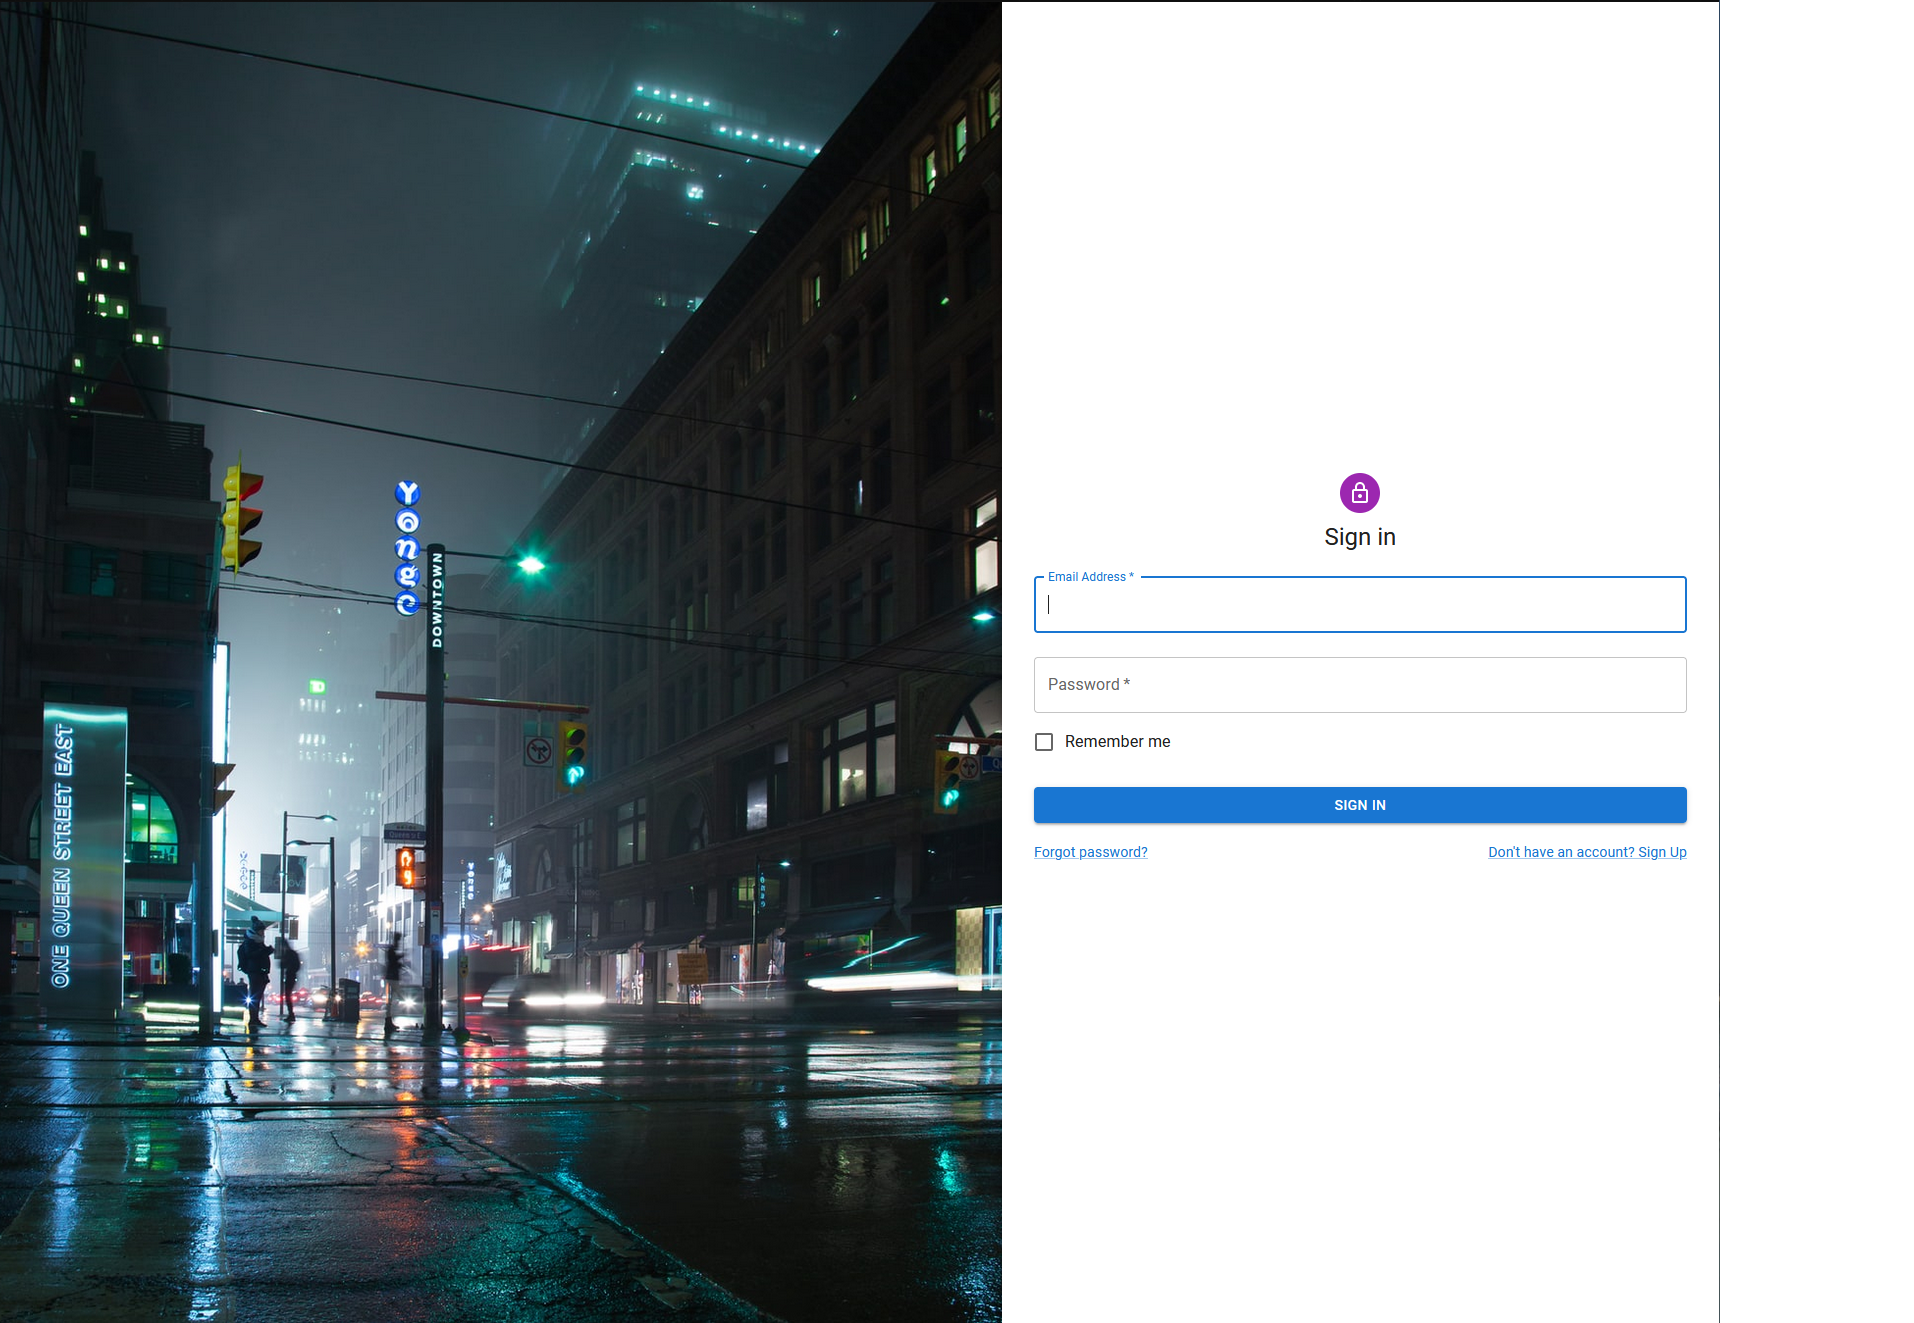 Yonge
DOWNTOWN
ONE QUEEN STREET EAST
Sign in
Email Address *
Password *
Remember me
SIGN IN
Forgot password?
Don't have an account? Sign Up